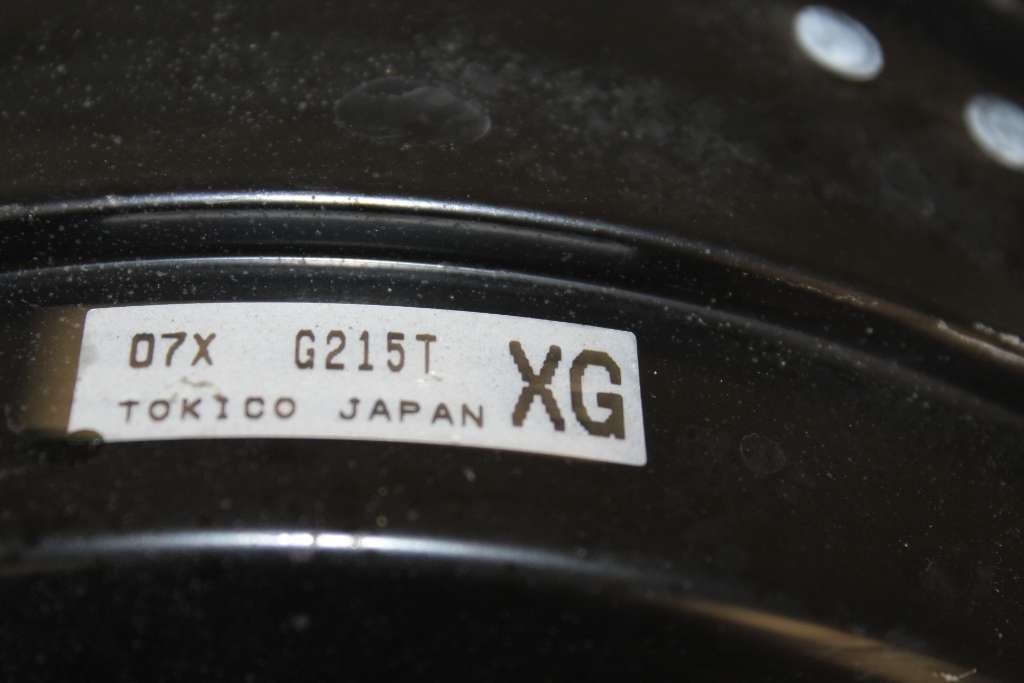 07X G215T XG
TOKICO JAPAN